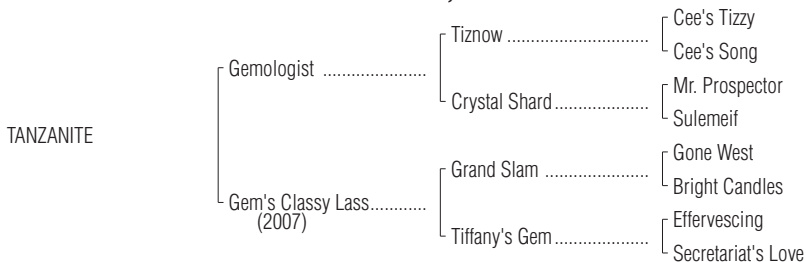 Cee's Tizzy
Tiznow ............................
Cee's Song
Gemologist ......................
Mr. Prospector
Crystal Shard....................
Sulemeif
TANZANITE
Gone West
Grand Slam ......................
Bright Candles
Gem's Classy Lass............
(2007)
Effervescing
Tiffany's Gem....................
Secretariat's Love